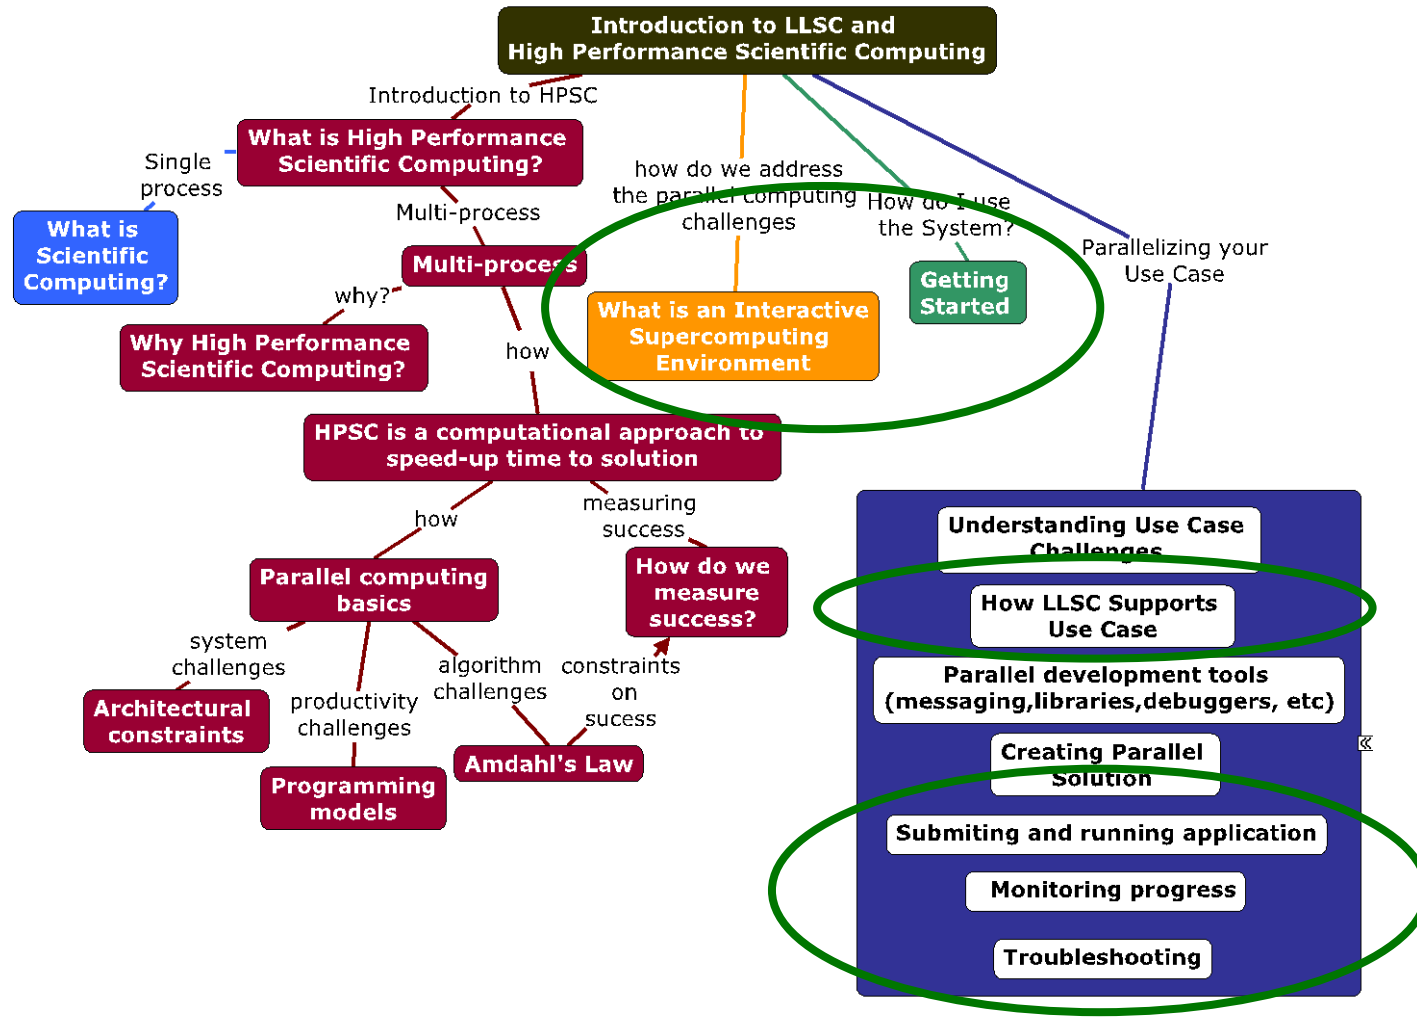 Introduction to LLSC and
High Performance Scientific Computing
Introduction to HPSC
What is High Performance
Scientific Computing?
Single
process
What is
Scientific
Computing?
Multi-process
Multi-process
why?
Why High Performance
Scientific Computing?
how
how do we address
the parallel computing
challenges
What is an Interactive
Supercomputing
Environment
How do I use
the System?
Getting
Started
Parallelizing your
Use Case
HPSC is a computational approach to
speed-up time to solution
how
measuring
success
Parallel computing
basics
How do we
measure
success?
system
challenges
Architectural
constraints
productivity
challenges
Programming
models
algorithm
challenges
Amdahl's Law
constraints
on
sucess
Understanding Use Case
Challenges
How LLSC Supports
Use Case
Parallel development tools
(messaging,libraries,debuggers, etc)
Creating Parallel
Solution
Submiting and running application
Monitoring progress
Troubleshooting